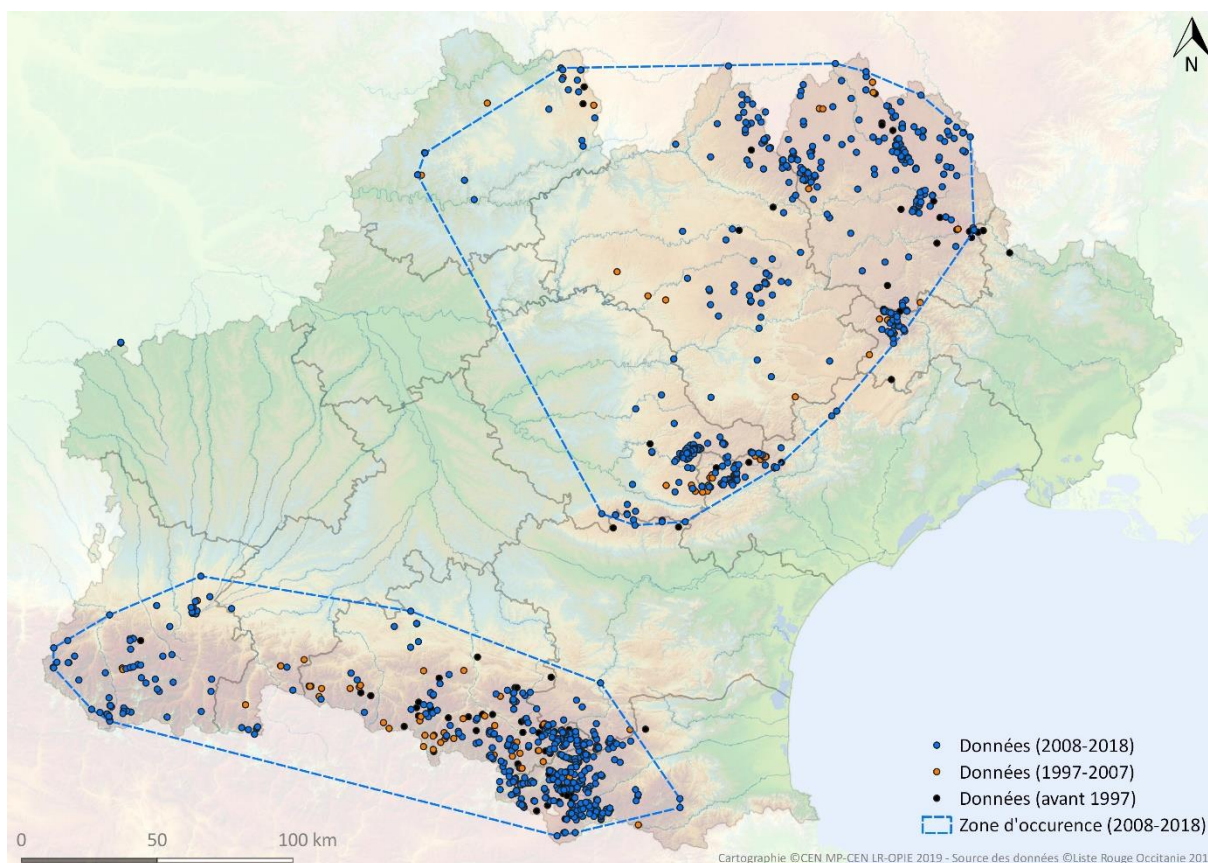 N
Données (2008-2018)
Données (1997-2007)
Données (avant 1997)
Zone d'occurence (2008-2018)
0 50 100 km
Cartographie ©CEN MP-CEN LR-OPIE 2019 - Source des données ©Liste Rouge Occitanie 201